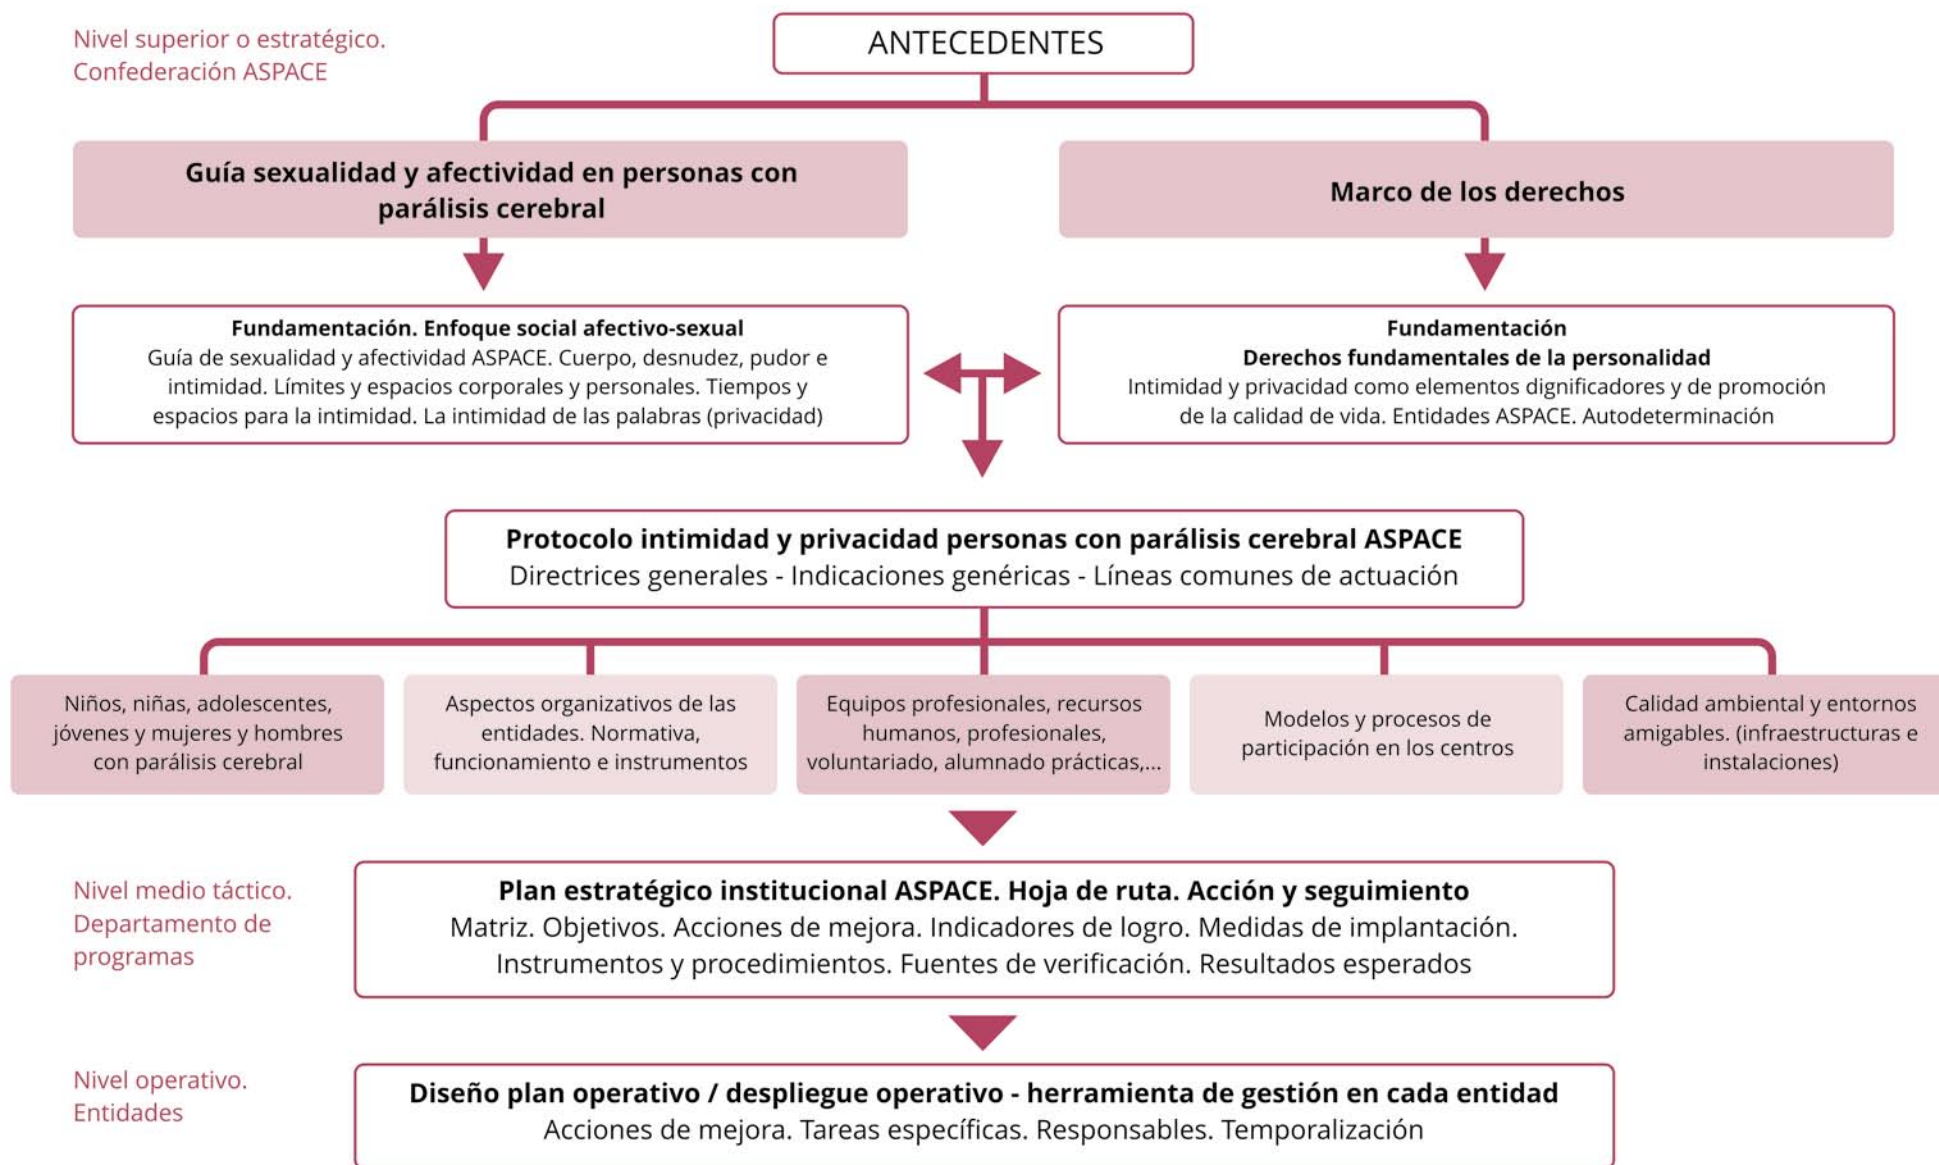 Nivel superior o estratégico.
Confederación ASPACE
ANTECEDENTES
Guía sexualidad y afectividad en personas con
parálisis cerebral
Marco de los derechos
Fundamentación. Enfoque social afectivo-sexual
Guía de sexualidad y afectividad ASPACE. Cuerpo, desnudez, pudor e
intimidad. Límites y espacios corporales y personales. Tiempos y
espacios para la intimidad. La intimidad de las palabras (privacidad)
Fundamentación
Derechos fundamentales de la personalidad
Intimidad y privacidad como elementos dignificadores y de promoción
de la calidad de vida. Entidades ASPACE. Autodeterminación
Protocolo intimidad y privacidad personas con parálisis cerebral ASPACE
Directrices generales - Indicaciones genéricas - Líneas comunes de actuación
Niños, niñas, adolescentes,
jóvenes y mujeres y hombres
con parálisis cerebral
Aspectos organizativos de las
entidades. Normativa,
funcionamiento e instrumentos
Equipos profesionales, recursos
humanos, profesionales,
voluntariado, alumnado prácticas,...
Modelos y procesos de
participación en los centros
Calidad ambiental y entornos
amigables. (infraestructuras e
instalaciones)
Nivel medio táctico.
Departamento de
programas
Plan estratégico institucional ASPACE. Hoja de ruta. Acción y seguimiento
Matriz. Objetivos. Acciones de mejora. Indicadores de logro. Medidas de implantación.
Instrumentos y procedimientos. Fuentes de verificación. Resultados esperados
Nivel operativo.
Entidades
Diseño plan operativo / despliegue operativo - herramienta de gestión en cada entidad
Acciones de mejora. Tareas específicas. Responsables. Temporalización